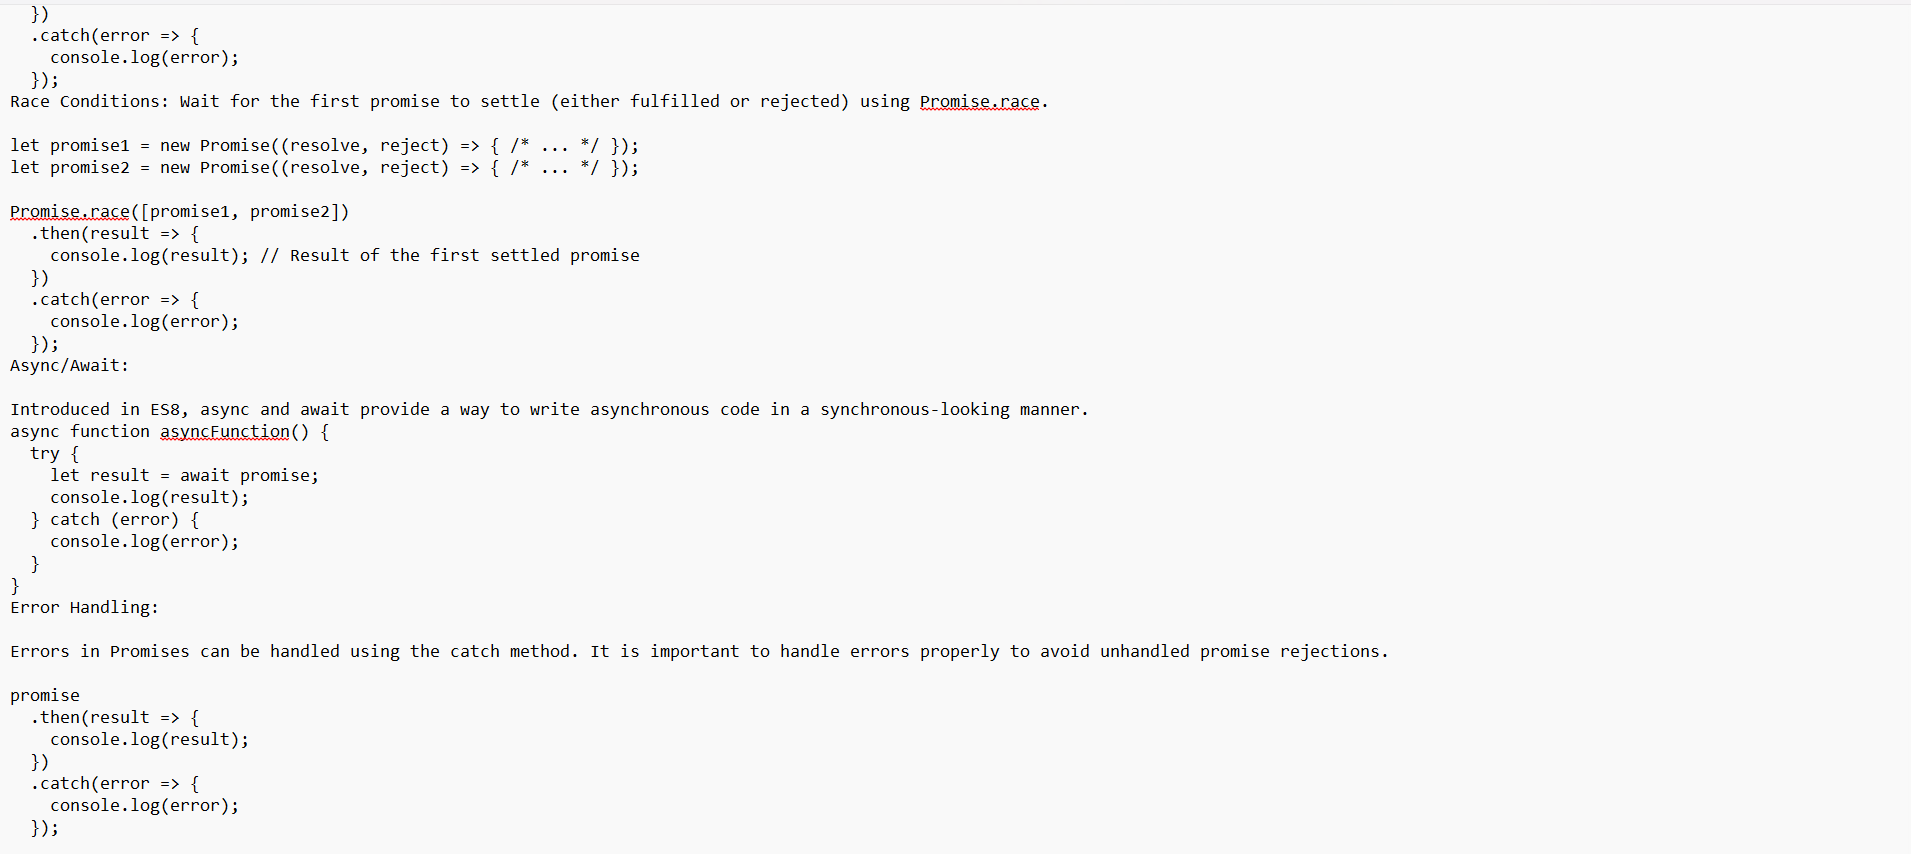 })
  .catch(error => {
    console.log(error);
  });
Race Conditions: Wait for the first promise to settle (either fulfilled or rejected) using Promise.race.

let promise1 = new Promise((resolve, reject) => { /* ... */ });
let promise2 = new Promise((resolve, reject) => { /* ... */ });

Promise.race([promise1, promise2])
  .then(result => {
    console.log(result); // Result of the first settled promise
  })
  .catch(error => {
    console.log(error);
  });
Async/Await:

Introduced in ES8, async and await provide a way to write asynchronous code in a synchronous-looking manner.
async function asyncFunction() {
  try {
    let result = await promise;
    console.log(result);
  } catch (error) {
    console.log(error);
  }
}
Error Handling:

Errors in Promises can be handled using the catch method. It is important to handle errors properly to avoid unhandled promise rejections.

promise
  .then(result => {
    console.log(result);
  })
  .catch(error => {
    console.log(error);
  });